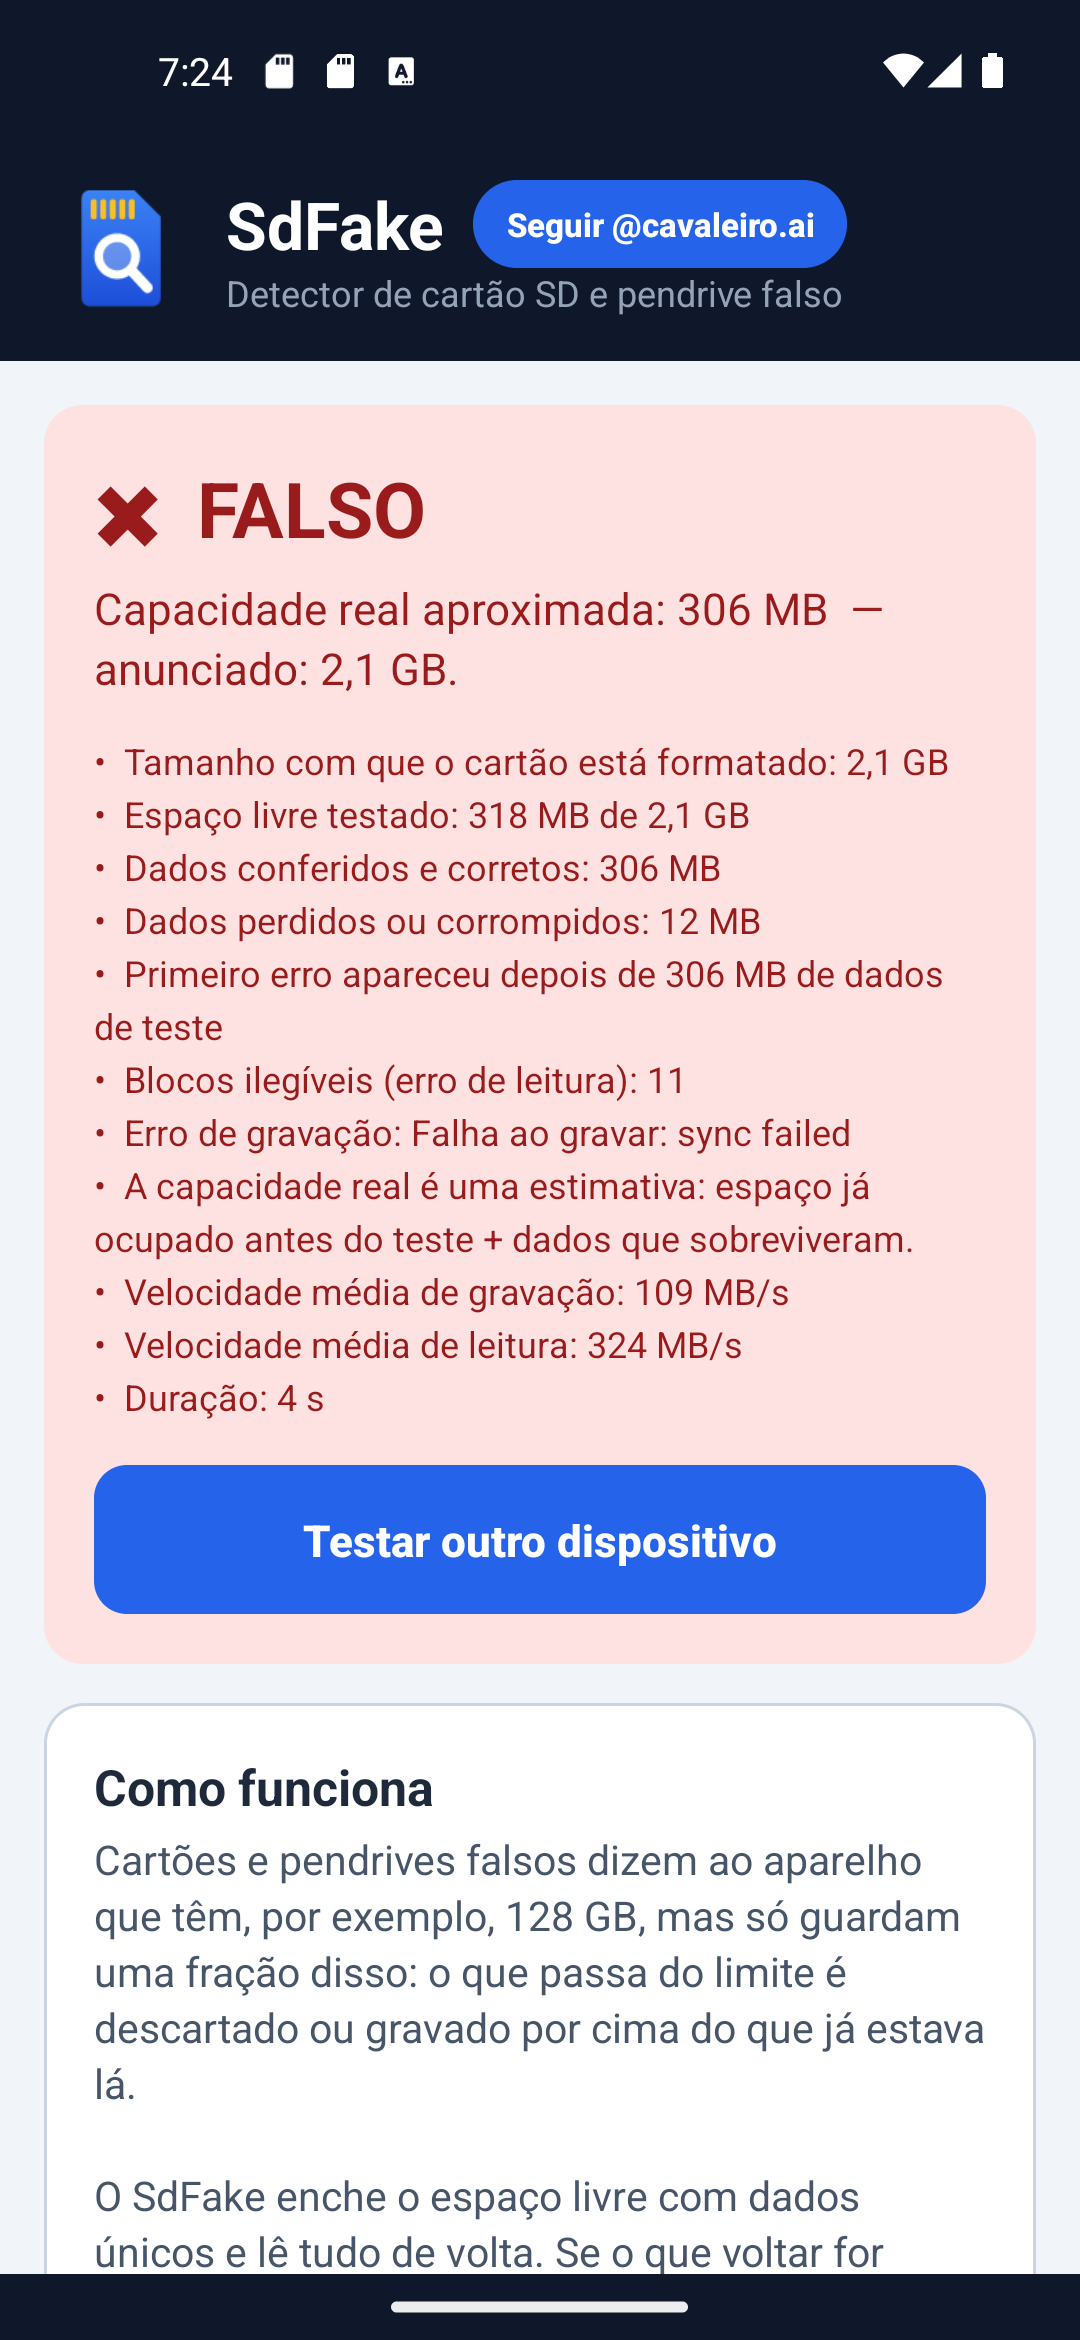 7:24
SdFake
Seguir @cavaleiro.ai
Detector de cartão SD e pendrive falso
✖ FALSO
Capacidade real aproximada: 306 MB —
anunciado: 2,1 GB.
• Tamanho com que o cartão está formatado: 2,1 GB
• Espaço livre testado: 318 MB de 2,1 GB
• Dados conferidos e corretos: 306 MB
• Dados perdidos ou corrompidos: 12 MB
• Primeiro erro apareceu depois de 306 MB de dados
de teste
• Blocos ilegíveis (erro de leitura): 11
• Erro de gravação: Falha ao gravar: sync failed
• A capacidade real é uma estimativa: espaço já
ocupado antes do teste + dados que sobreviveram.
• Velocidade média de gravação: 109 MB/s
• Velocidade média de leitura: 324 MB/s
• Duração: 4 s
Testar outro dispositivo
Como funciona
Cartões e pendrives falsos dizem ao aparelho
que têm, por exemplo, 128 GB, mas só guardam
uma fração disso: o que passa do limite é
descartado ou gravado por cima do que já estava
lá.
O SdFake enche o espaço livre com dados
únicos e lê tudo de volta. Se o que voltar for